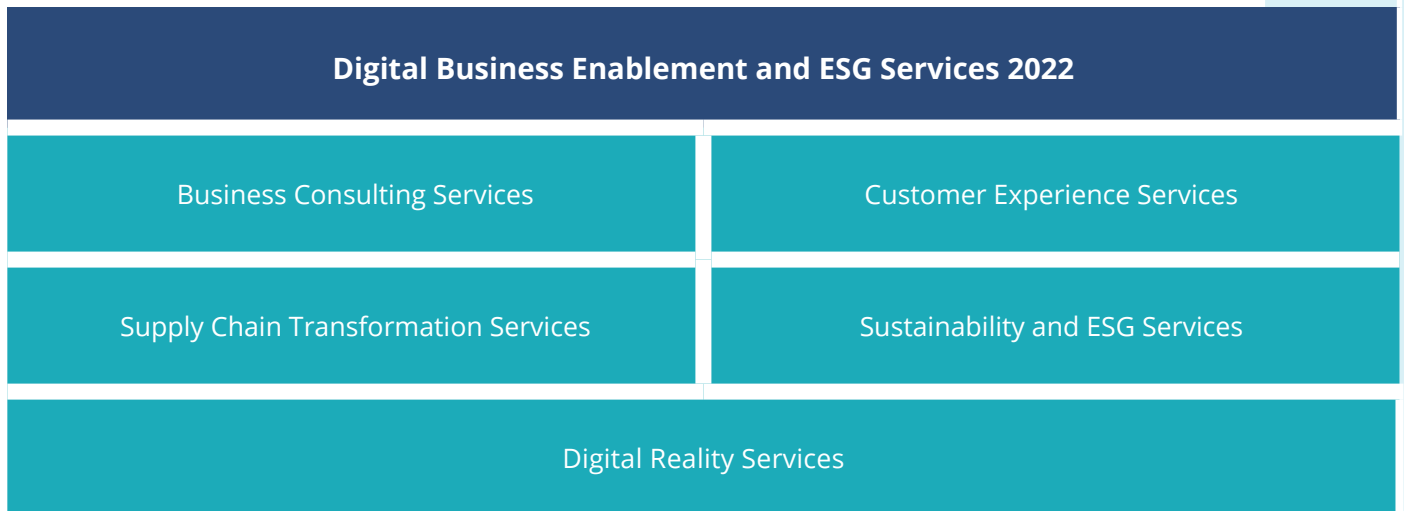 Digital Business Enablement and ESG Services 2022
Business Consulting Services
Customer Experience Services
Supply Chain Transformation Services
Sustainability and ESG Services
Digital Reality Services